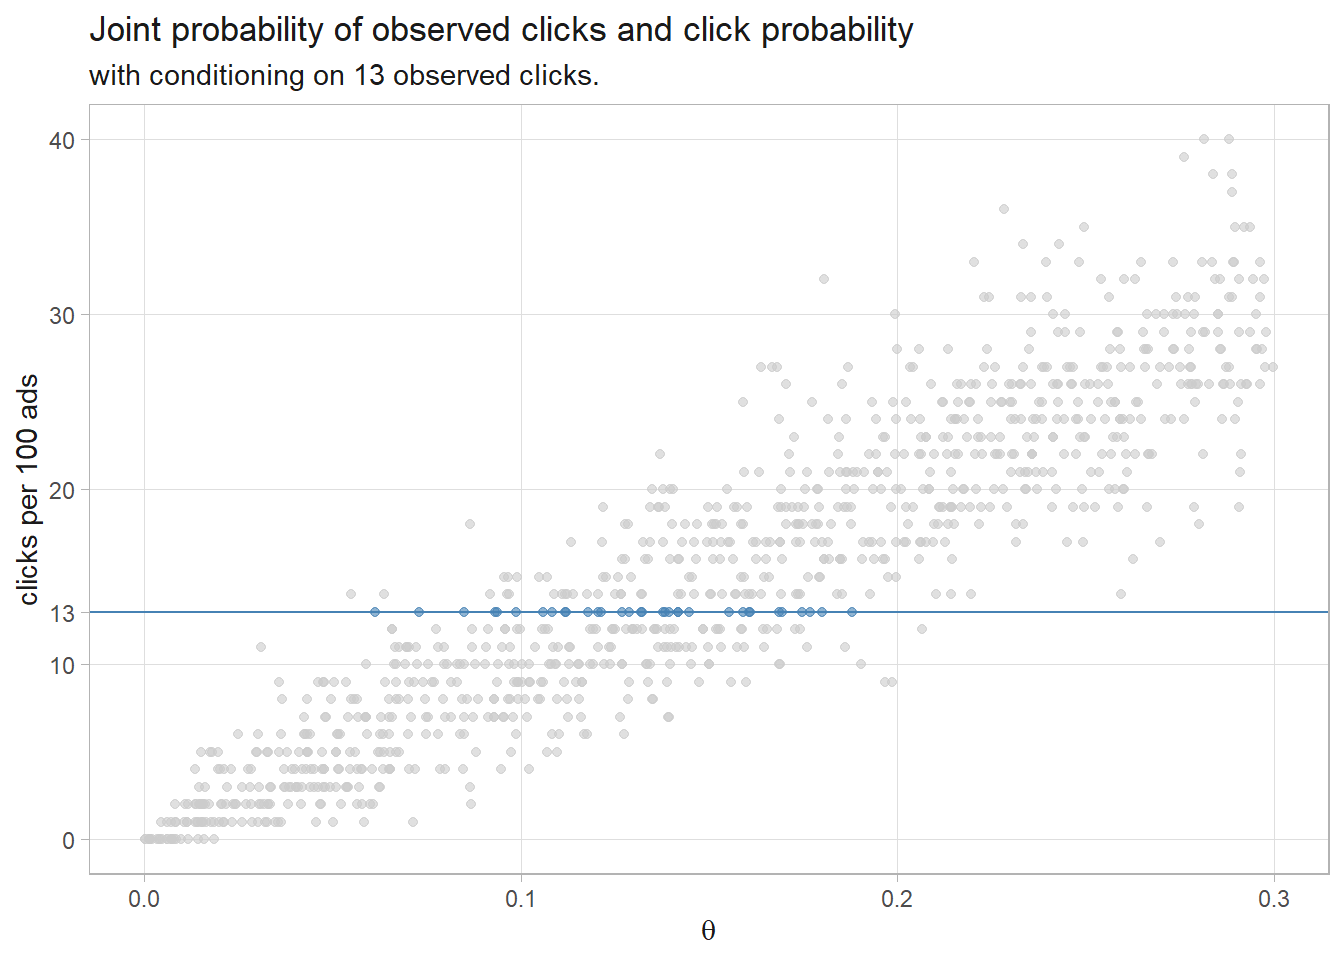 Joint probability of observed clicks and click probability
with conditioning on 13 observed clicks.
clicks per 100 ads
40
30
20
13
10
0
0.0
0.1
0.2
0.3
θ